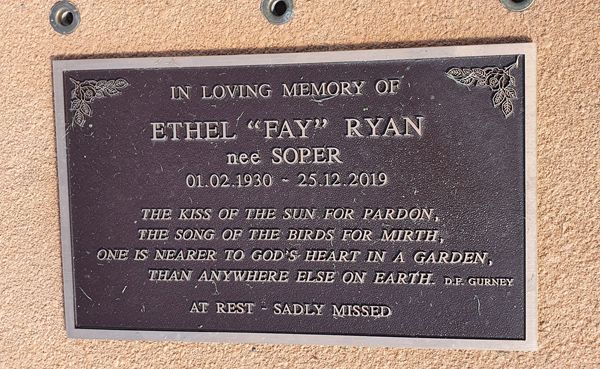 IN LOVING MEMORY OF
ETHEL "FAY" RYAN
neé SOPER
01.02.1930 - 25.12.2019
THE KISS OF THE SUN FOR PARDON,
THE SONG OF THE BIRDS FOR MIRTH,
ONE IS NEARER TO GOD'S HEART IN A GARDEN,
THAN ANYWHERE ELSE ON EARTH. D.F. GURNEY
AT REST - SADLY MISSED